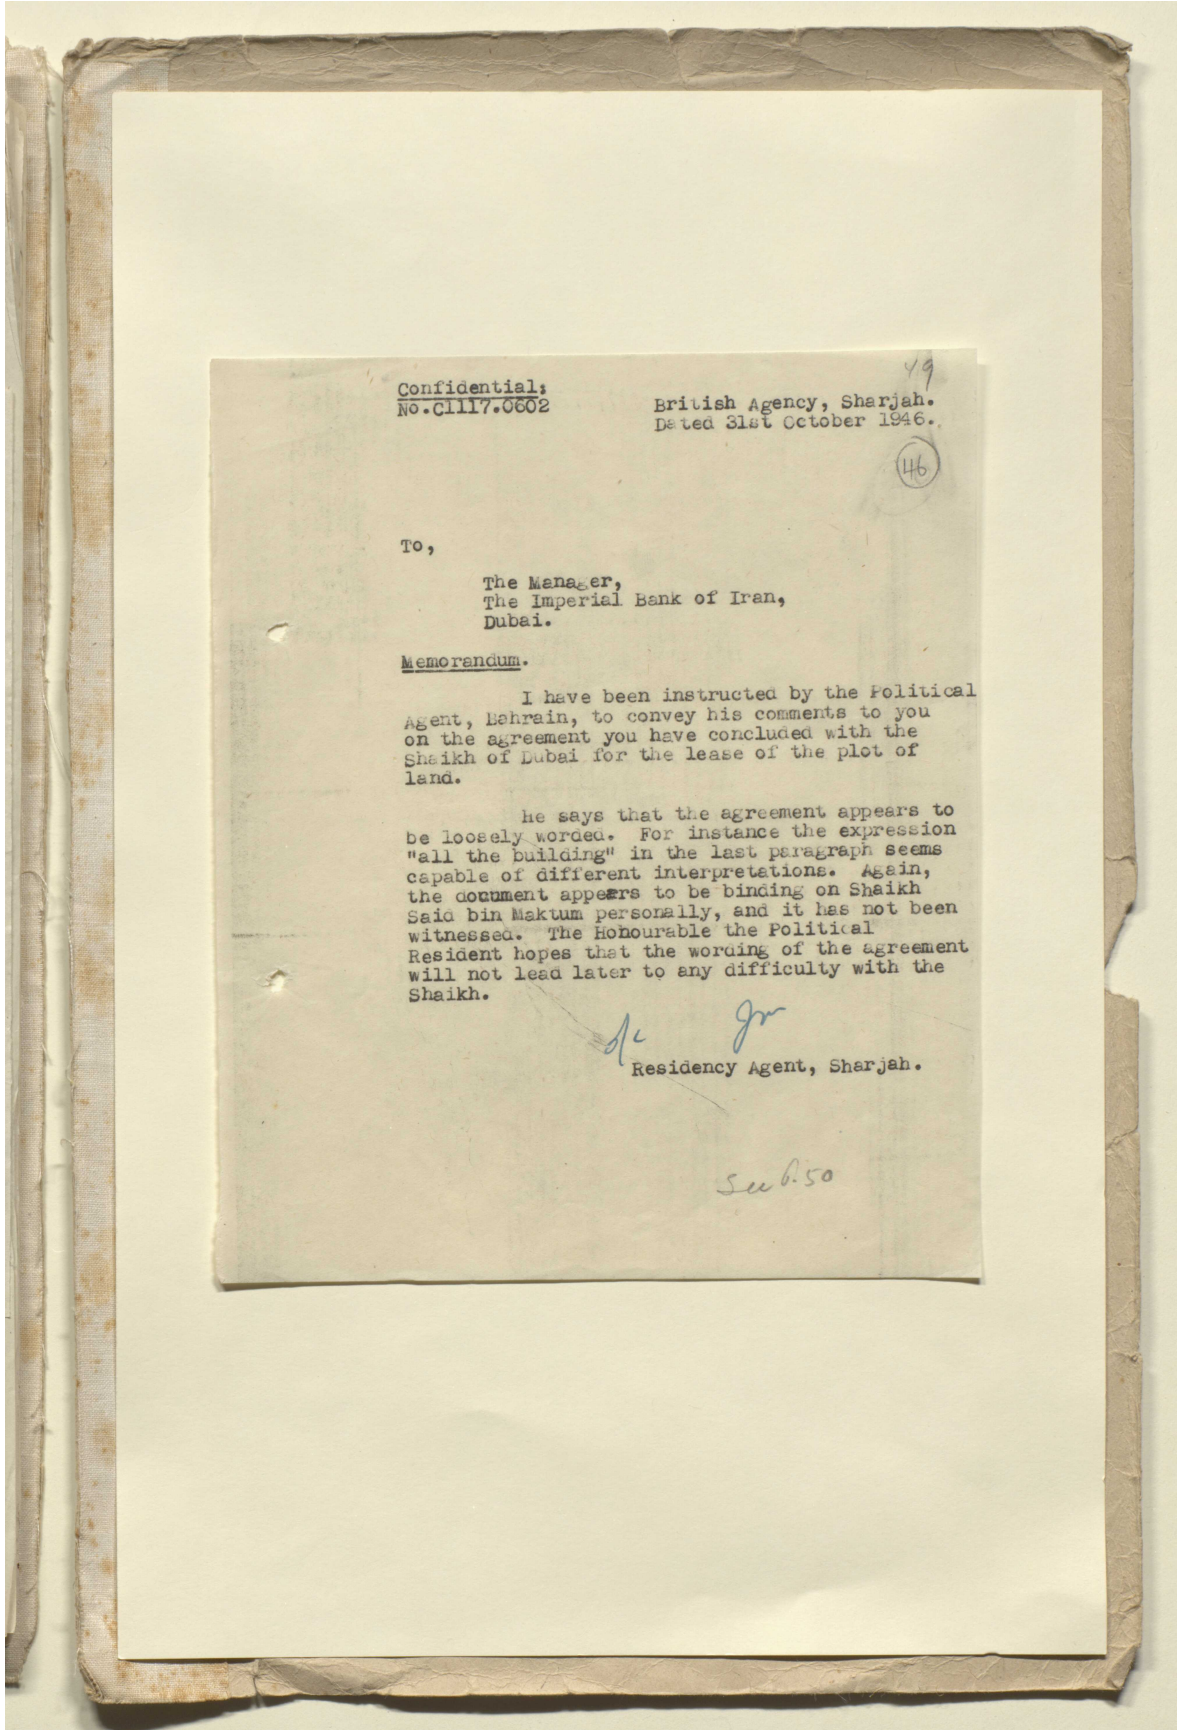 49
Confidential;
No.C1117.0602
British Agency, Sharjah.
Dated 31st October 1946.
46
To,
The Manager,
The Imperial Bank of Iran,
Dubai.
Memorandum.
I have been instructed by the Political
Agent, Bahrain, to convey his comments to you
on the agreement you have concluded with the
Shaikh of Dubai for the lease of the plot of
land.
He says that the agreement appears to
be loosely worded. For instance the expression
"all the building" in the last paragraph seems
capable of different interpretations. Again,
the document appears to be binding on Shaikh
Said bin Maktum personally, and it has not been
witnessed. The Honourable the Political
Resident hopes that the wording of the agreement
will not lead later to any difficulty with the
Shaikh.
Residency Agent, Sharjah.
See 50